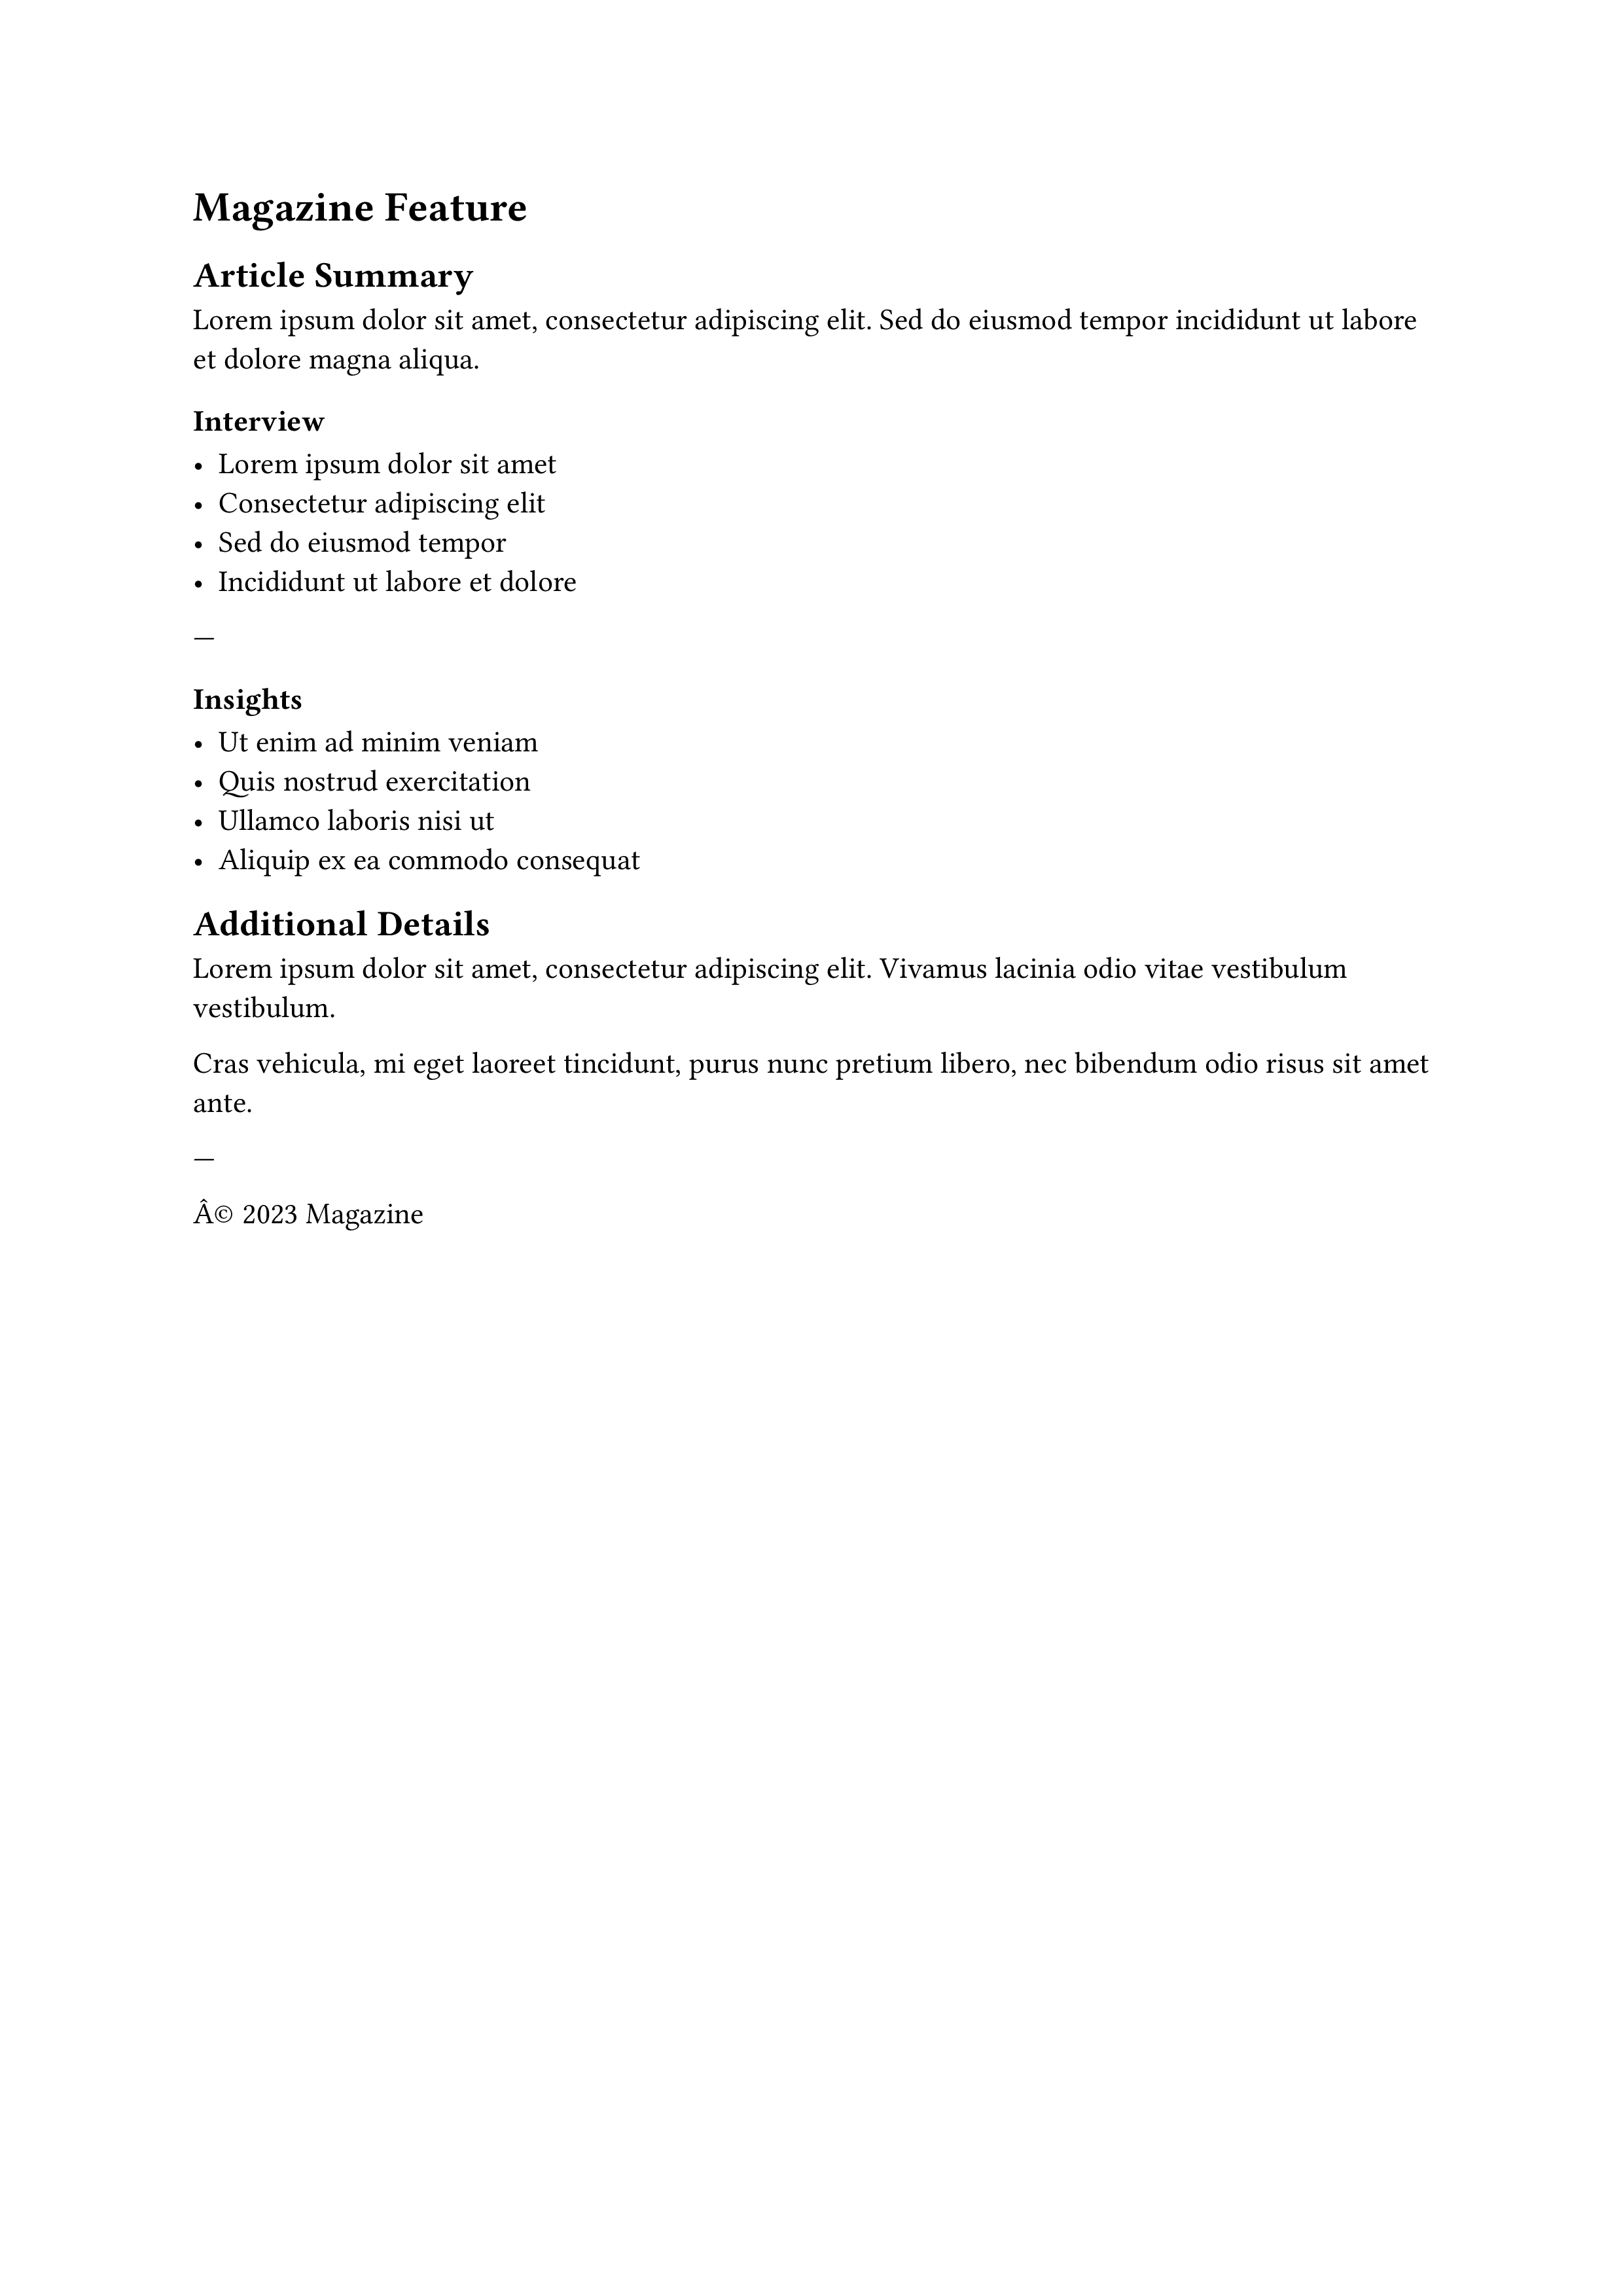 Magazine Feature
Article Summary
Lorem ipsum dolor sit amet, consectetur adipiscing elit. Sed do eiusmod tempor incididunt ut labore
et dolore magna aliqua.
Interview
• Lorem ipsum dolor sit amet
• Consectetur adipiscing elit
• Sed do eiusmod tempor
• Incididunt ut labore et dolore
—
Insights
• Ut enim ad minim veniam
• Quis nostrud exercitation
• Ullamco laboris nisi ut
• Aliquip ex ea commodo consequat
Additional Details
Lorem ipsum dolor sit amet, consectetur adipiscing elit. Vivamus lacinia odio vitae vestibulum
vestibulum.
Cras vehicula, mi eget laoreet tincidunt, purus nunc pretium libero, nec bibendum odio risus sit amet
ante.
—
Â© 2023 Magazine